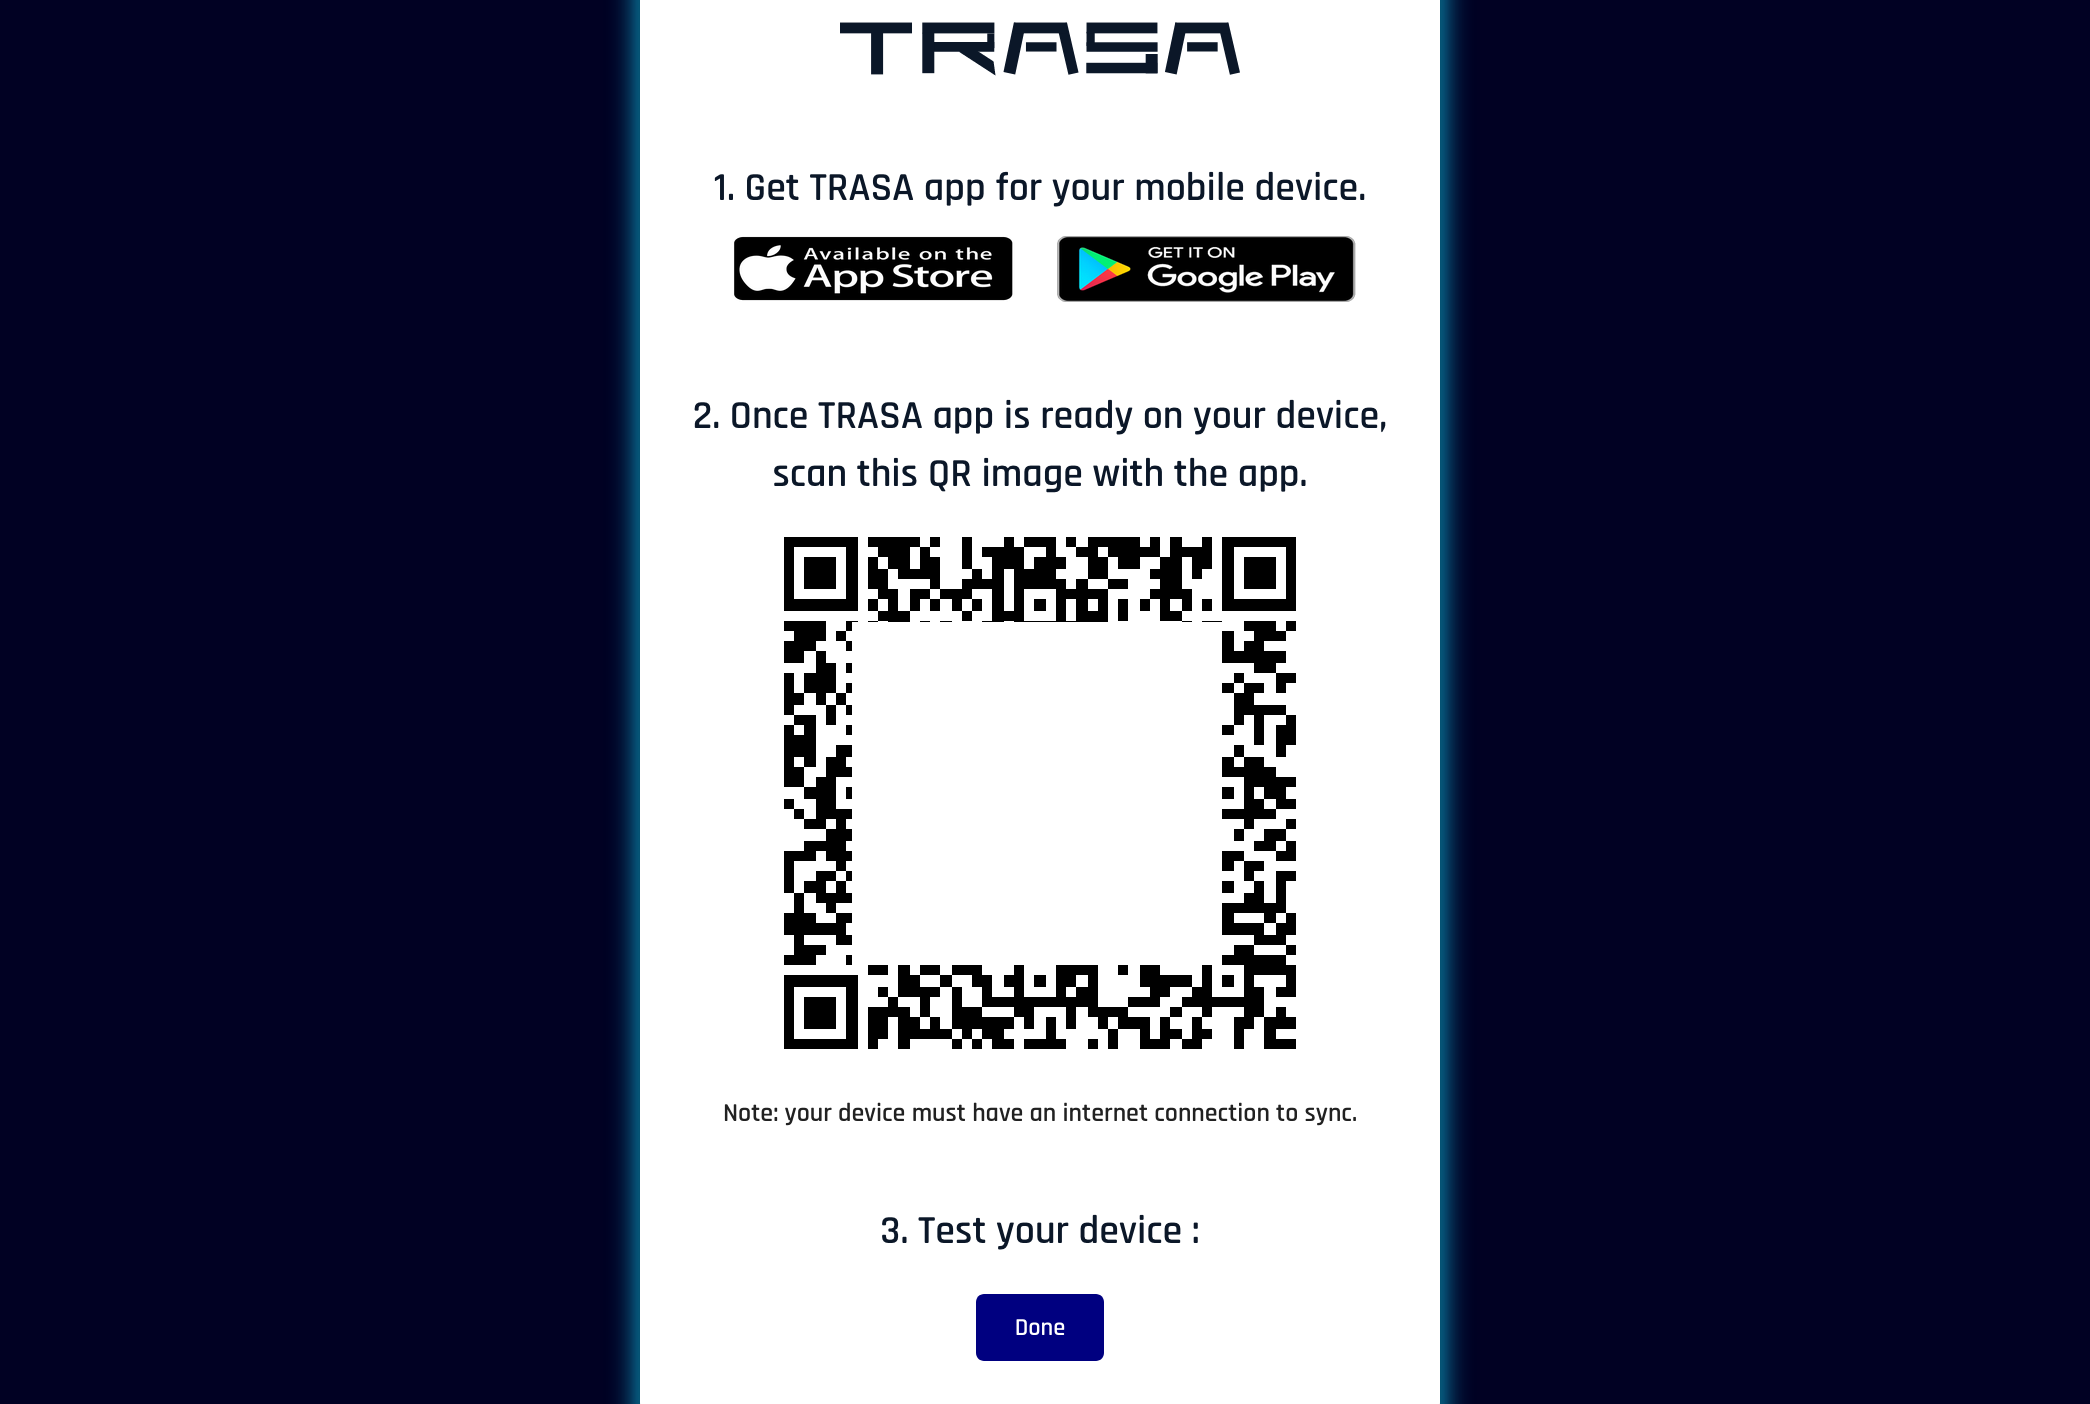 TRASA
1. Get TRASA app for your mobile device.
Available on the
App Store
GET IT ON
Google Play
2. Once TRASA app is ready on your device,
scan this QR image with the app.
Note: your device must have an internet connection to sync.
3. Test your device :
Done